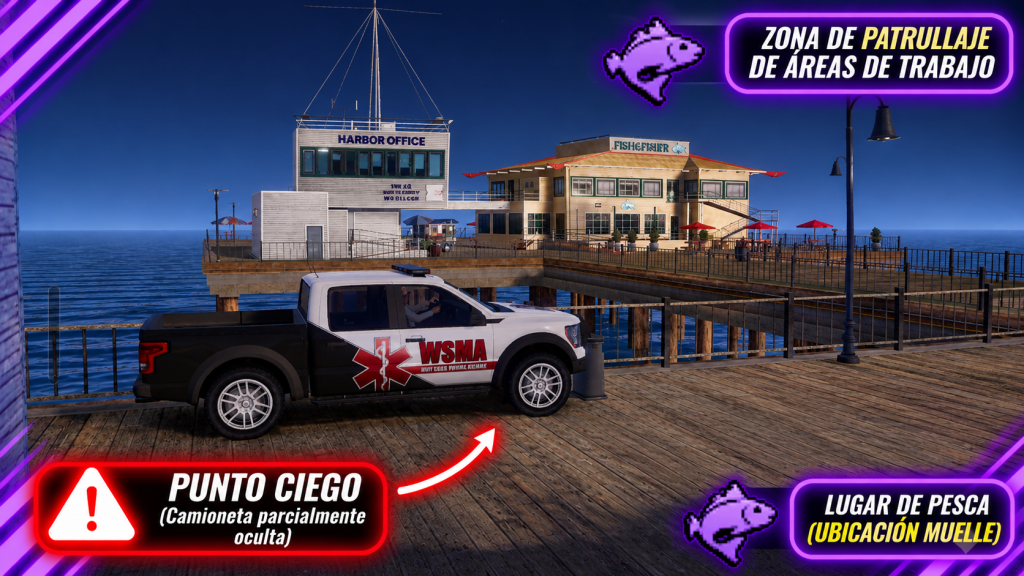 ZONA DE PATRULLAJE
DE ÁREAS DE TRABAJO
HARBOR OFFICE
WSMA
PUNTO CIEGO
(Camioneta parcialmente
oculta)
LUGAR DE PESCA
(UBICACIÓN MUELLE)